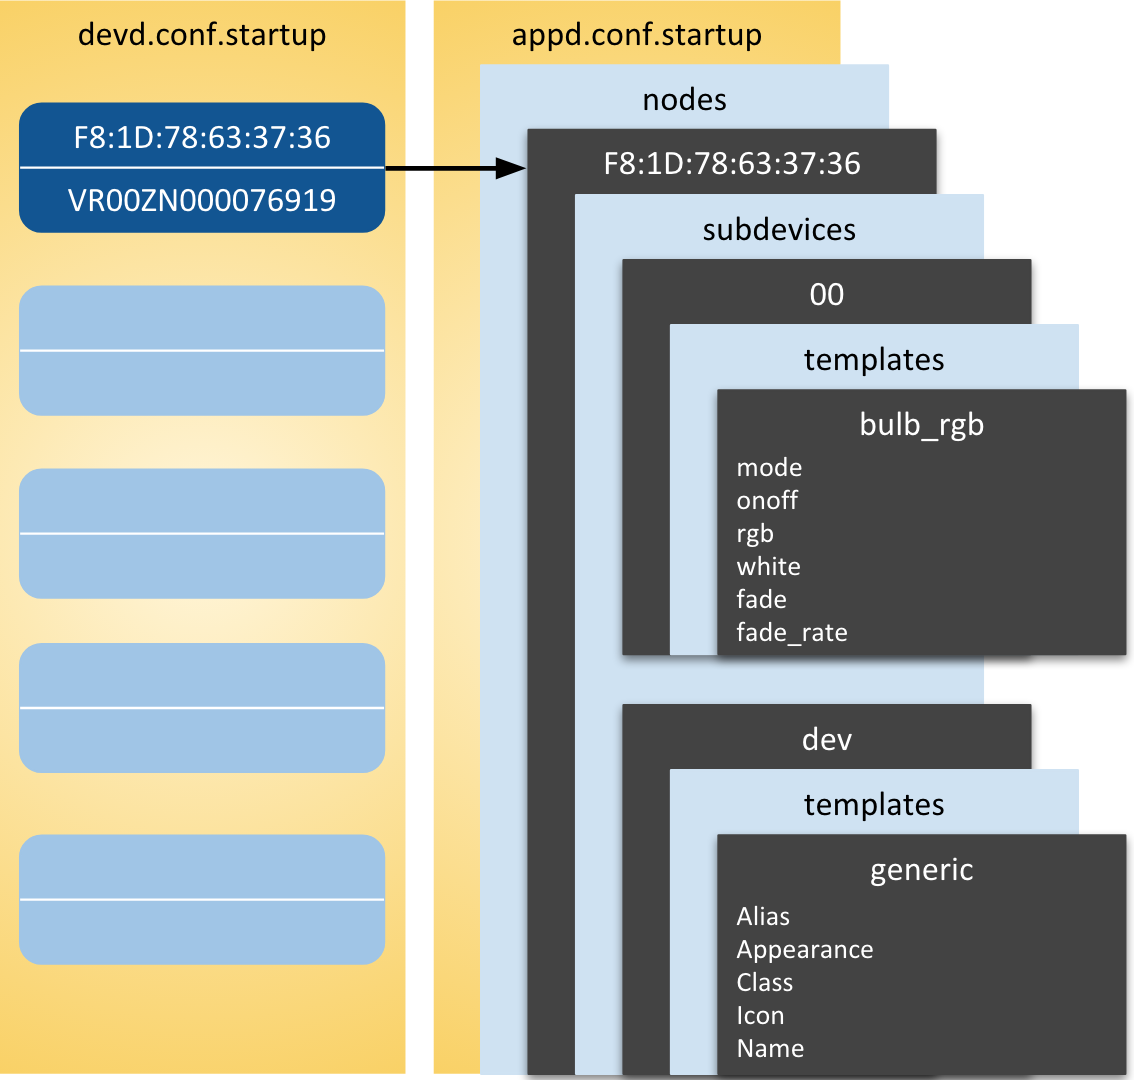 devd.conf.startup
F8:1D:78:63:37:36
VR00ZN000076919
appd.conf.startup
nodes
F8:1D:78:63:37:36
subdevices
00
templates
bulb_rgb
mode
onoff
rgb
white
fade
fade_rate
dev
templates
generic
Alias
Appearance
Class
Icon
Name